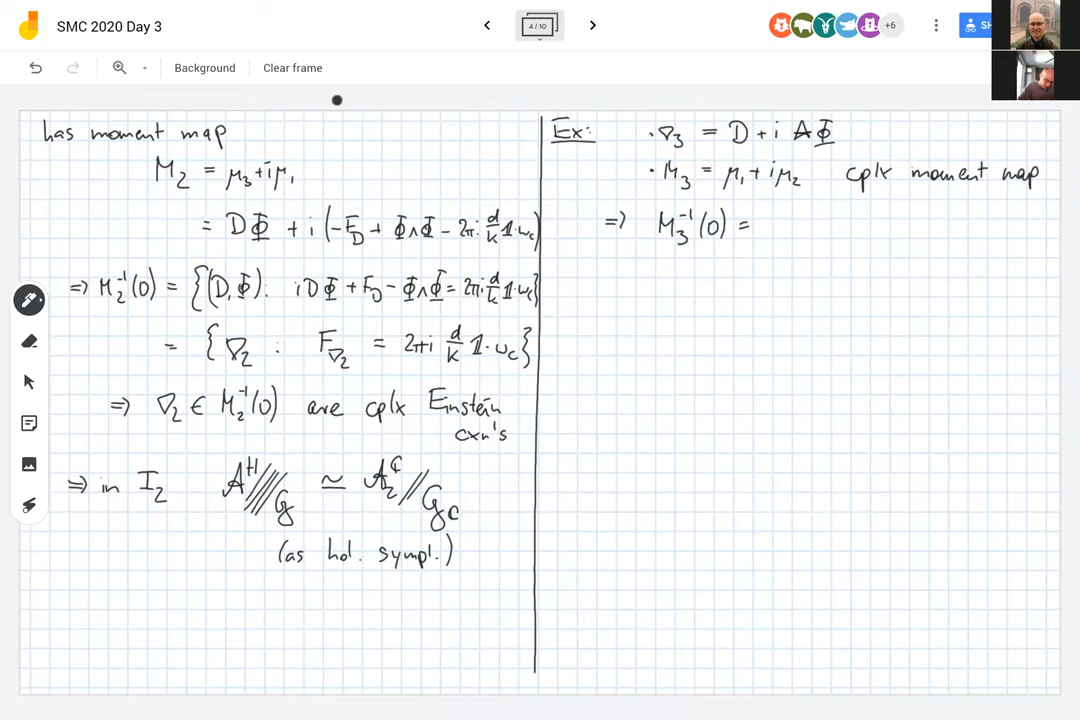 SMC 2020 Day 3
4 / 10
+6
SH
Background
Clear frame
has moment map
M₂ = μ₃ + iμ₁
= DΦ + i(-F_D + Φ∧Φ - 2πi d/k 𝟙·ω_C)
⇒ M₂⁻¹(0) = {(D, Φ) : iDΦ + F_D - Φ∧Φ = 2πi d/k 𝟙·ω_C}
= {∇₂ : F_∇₂ = 2πi d/k 𝟙·ω_C}
⇒ ∇₂ ∈ M₂⁻¹(0) are cplx Einstein
cxn's
⇒ in I₂ 𝒜^H////𝒢 ≃ 𝒜₂^ℂ//𝒢_C
(as hol. sympl.)
Ex: · ∇₃ = D + i *Φ
· M₃ = μ₁ + iμ₂ cplx moment map
⇒ M₃⁻¹(0) =